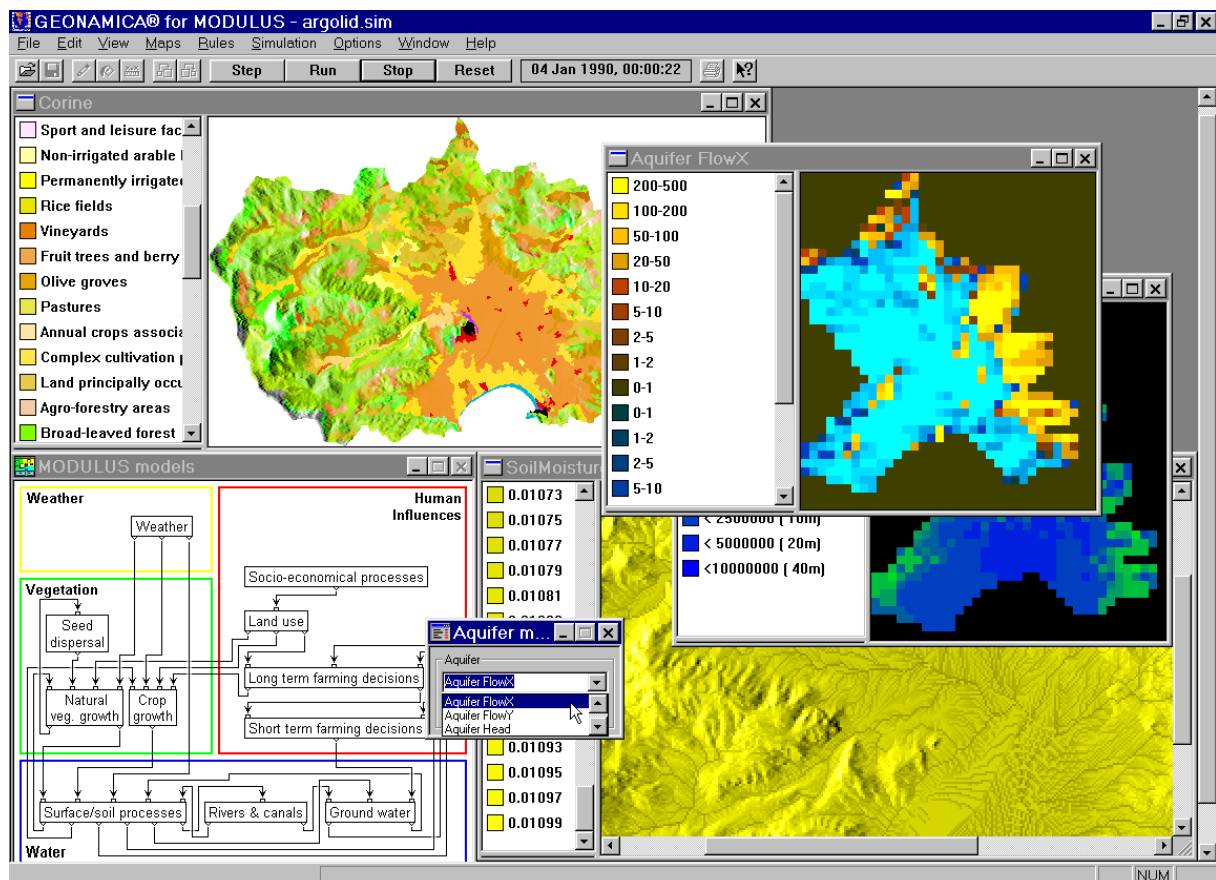 GEONAMICA® for MODULUS - argolid.sim
File Edit View Maps Rules Simulation Options Window Help
Step Run Stop Reset 04 Jan 1990, 00:00:22
Corine
Sport and leisure fac
Non-irrigated arable
Permanently irrigated
Rice fields
Vineyards
Fruit trees and berry
Olive groves
Pastures
Annual crops associa
Complex cultivation
Land principally occu
Agro-forestry areas
Broad-leaved forest
Aquifer FlowX
200-500
100-200
50-100
20-50
10-20
5-10
2-5
1-2
0-1
0-1
1-2
2-5
5-10
< 2500000 ( 10m)
< 5000000 ( 20m)
<10000000 ( 40m)
MODULUS models
Weather
Human
Influences
Weather
Socio-economical processes
Vegetation
Seed
dispersal
Land use
Natural
veg. growth
Crop
growth
Long term farming decisions
Short term farming decisions
Surface/soil processes
Rivers & canals
Ground water
Water
SoilMoisture
0.01073
0.01075
0.01077
0.01079
0.01081
0.01093
0.01095
0.01097
0.01099
Aquifer m...
Aquifer
Aquifer FlowX
Aquifer FlowX
Aquifer FlowY
Aquifer Head
NUM